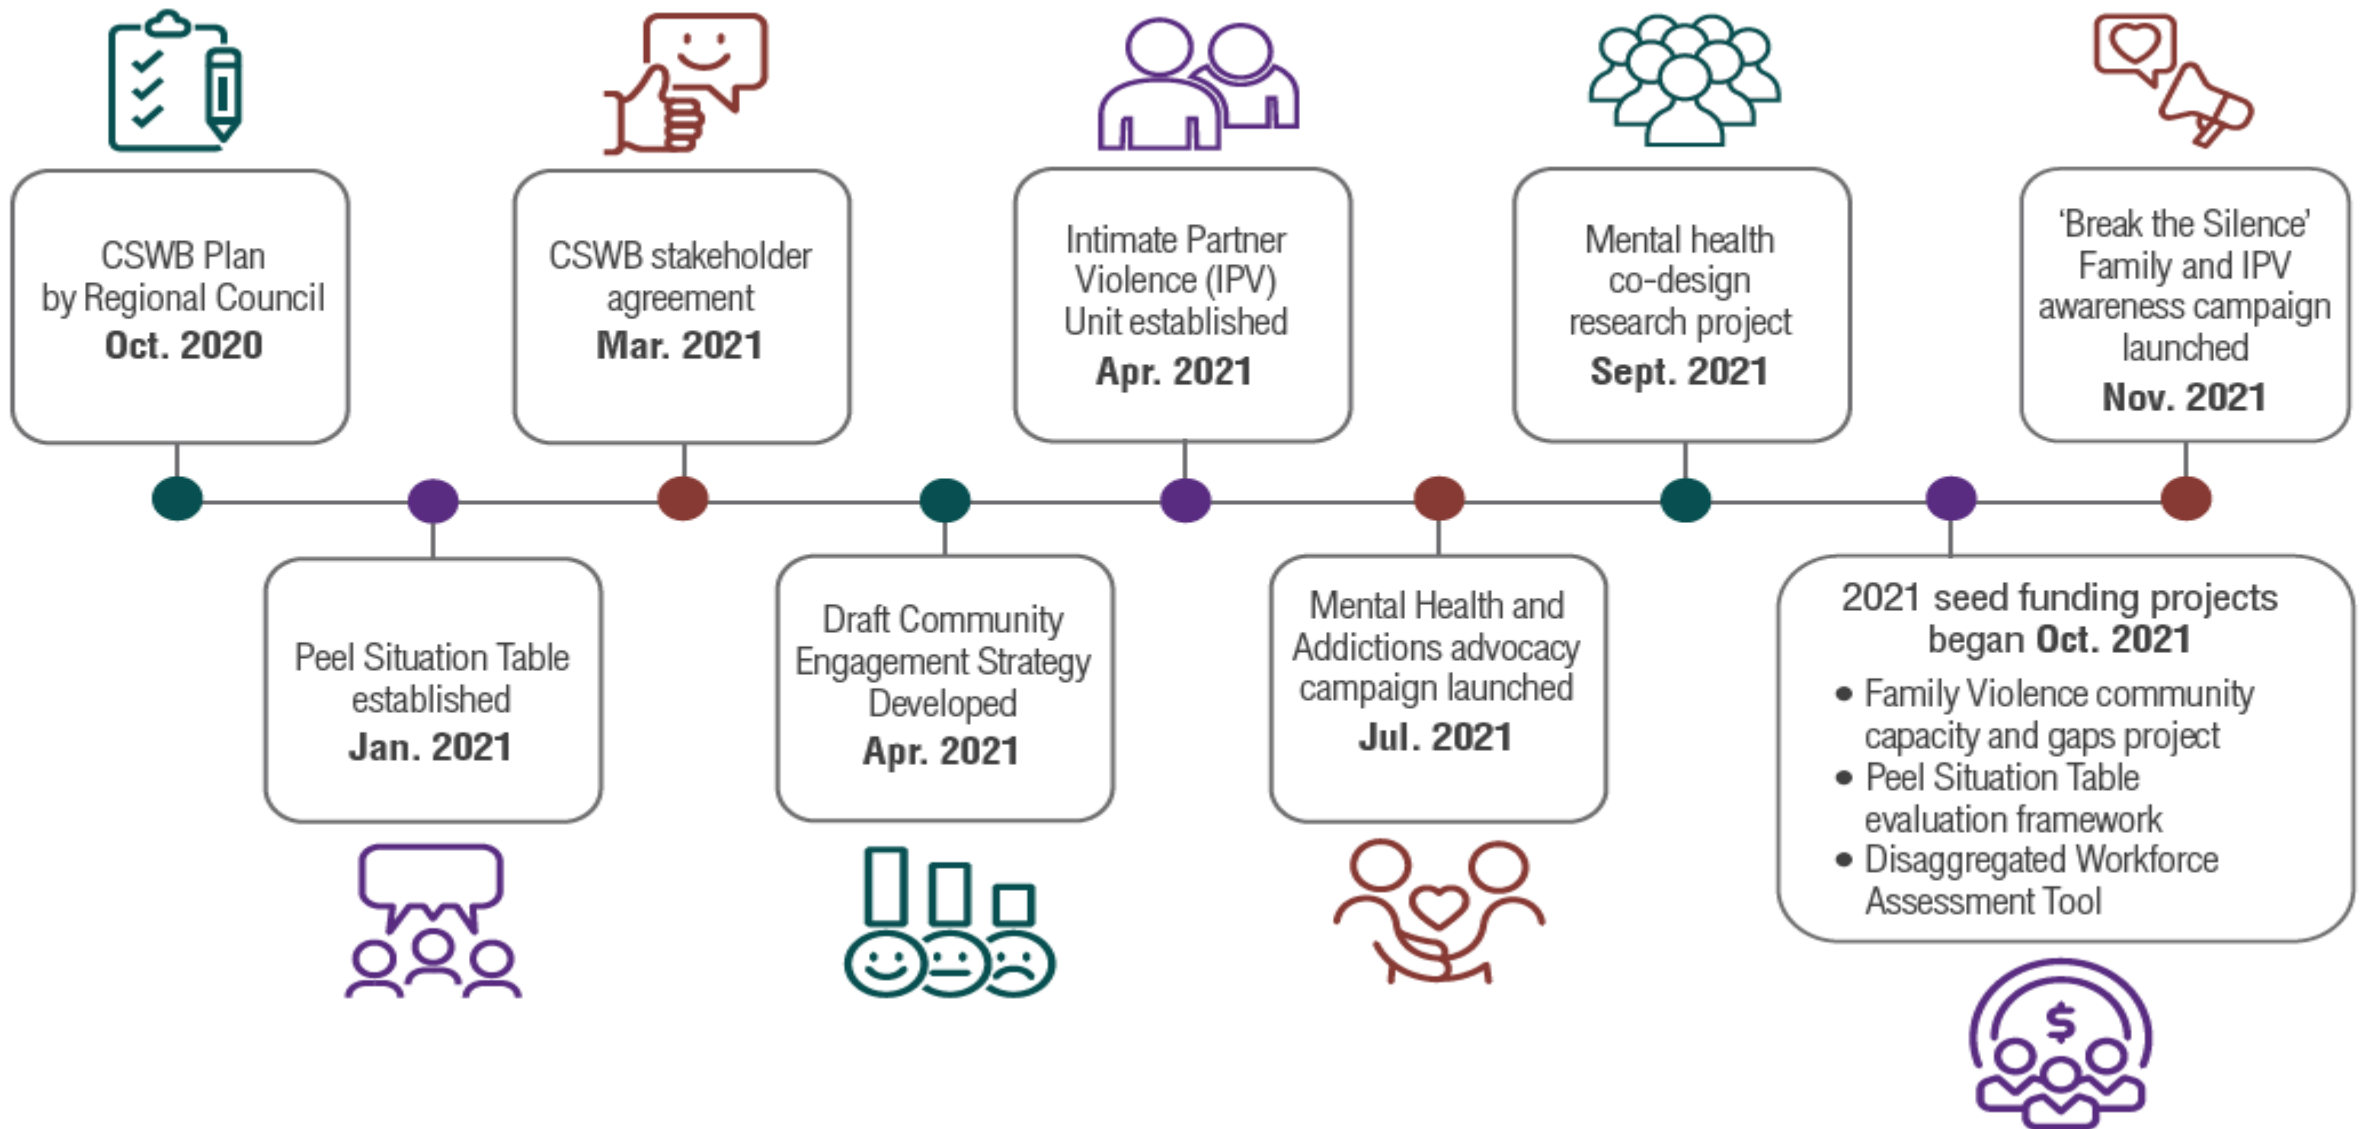 CSWB Plan
by Regional Council
Oct. 2020
Peel Situation Table
established
Jan. 2021
CSWB stakeholder
agreement
Mar. 2021
Draft Community
Engagement Strategy
Developed
Apr. 2021
Intimate Partner
Violence (IPV)
Unit established
Apr. 2021
Mental Health and
Addictions advocacy
campaign launched
Jul. 2021
Mental health
co-design
research project
Sept. 2021
2021 seed funding projects
began Oct. 2021
• Family Violence community
capacity and gaps project
• Peel Situation Table
evaluation framework
• Disaggregated Workforce
Assessment Tool
$
‘Break the Silence’
Family and IPV
awareness campaign
launched
Nov. 2021